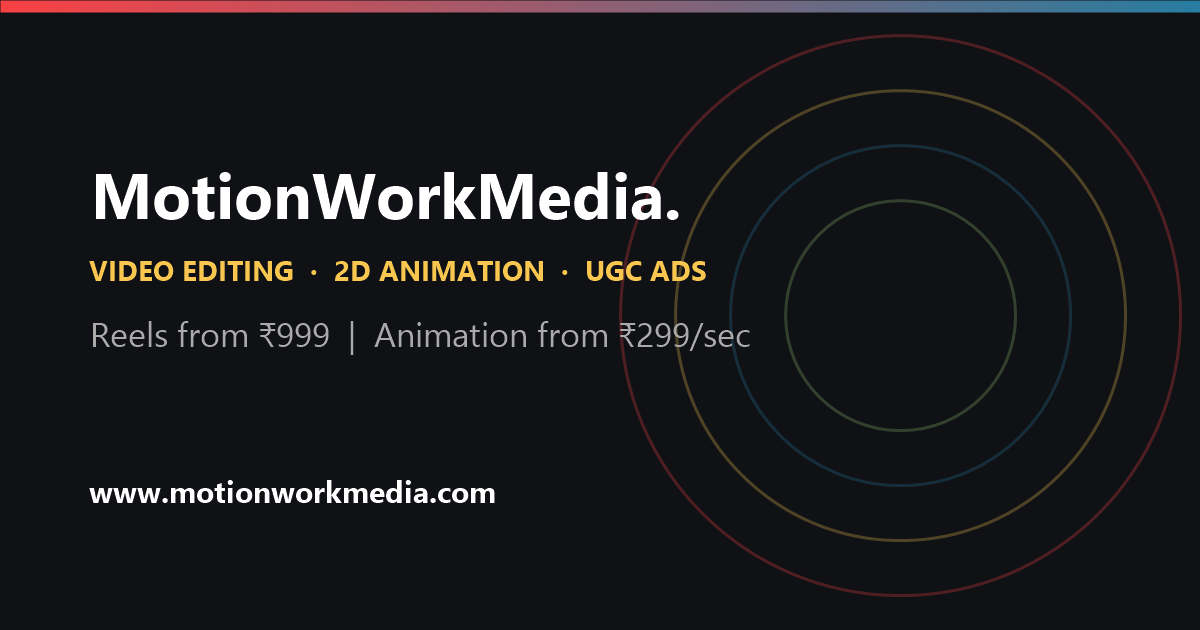 MotionWorkMedia.
VIDEO EDITING · 2D ANIMATION · UGC ADS
Reels from ₹999 | Animation from ₹299/sec
www.motionworkmedia.com